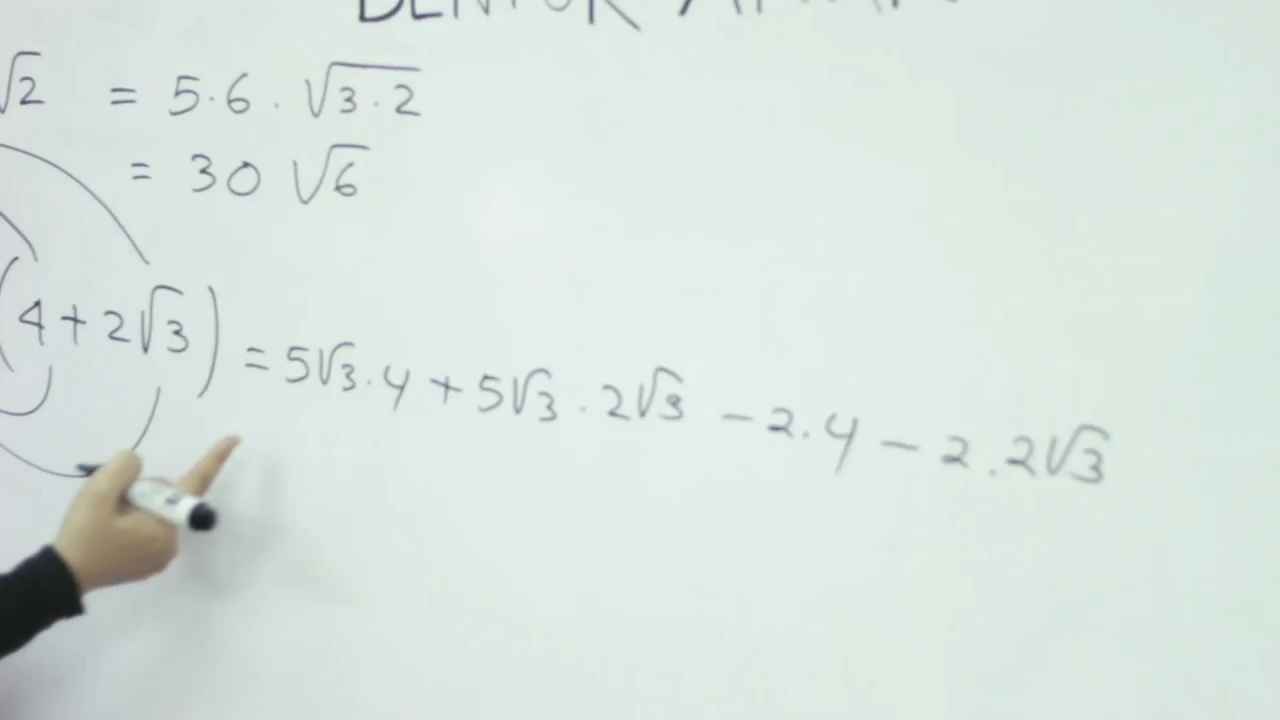 BENTUK
√2 = 5·6 · √3·2
= 30 √6
(4+2√3) = 5√3.4 + 5√3 . 2√3 - 2.4 - 2.2√3